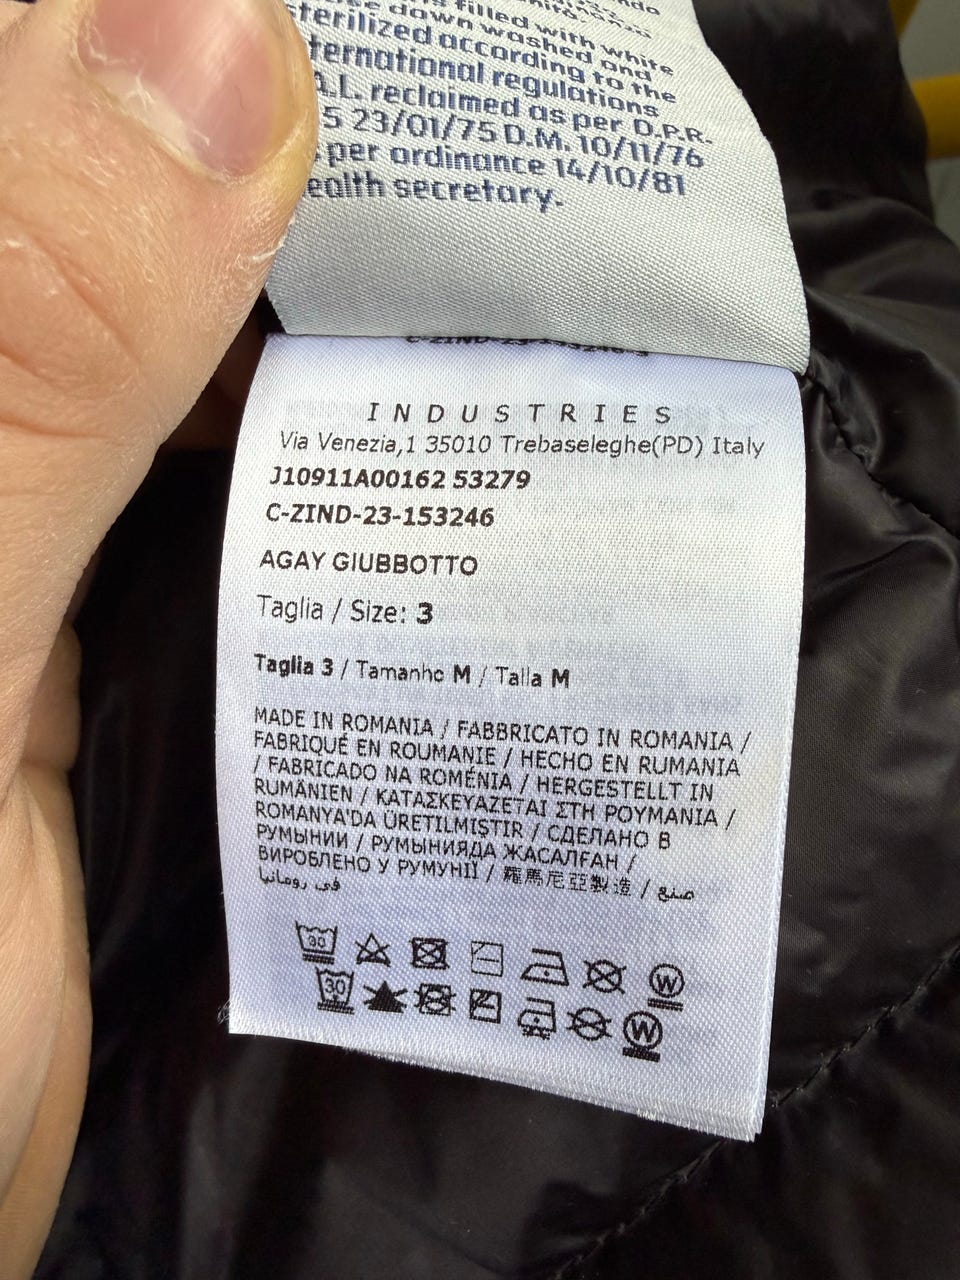 is filled with white
down washed and
sterilized according to the
ternational regulations
A.L. reclaimed as per D.P.R.
5 23/01/75 D.M. 10/11/76
per ordinance 14/10/81
ealth secretary.
INDUSTRIES
Via Venezia,1 35010 Trebaseleghe(PD) Italy
J10911A00162 53279
C-ZIND-23-153246
AGAY GIUBBOTTO
Taglia / Size: 3
Taglia 3 / Tamanho M / Talla M
MADE IN ROMANIA / FABBRICATO IN ROMANIA /
FABRIQUÉ EN ROUMANIE / HECHO EN RUMANIA
/ FABRICADO NA ROMÉNIA / HERGESTELLT IN
RUMÄNIEN / ΚΑΤΑΣΚΕΥΑΖΕΤΑΙ ΣΤΗ ΡΟΥΜΑΝΙΑ /
ROMANYA'DA ÜRETILMIŞTIR / СДЕЛАНО В
РУМЫНИИ / РУМЫНИЯДА ЖАСАЛҒАН /
ВИРОБЛЕНО У РУМУНІЇ / 羅馬尼亞製造 / صنع
في رومانيا
30 W
30 W